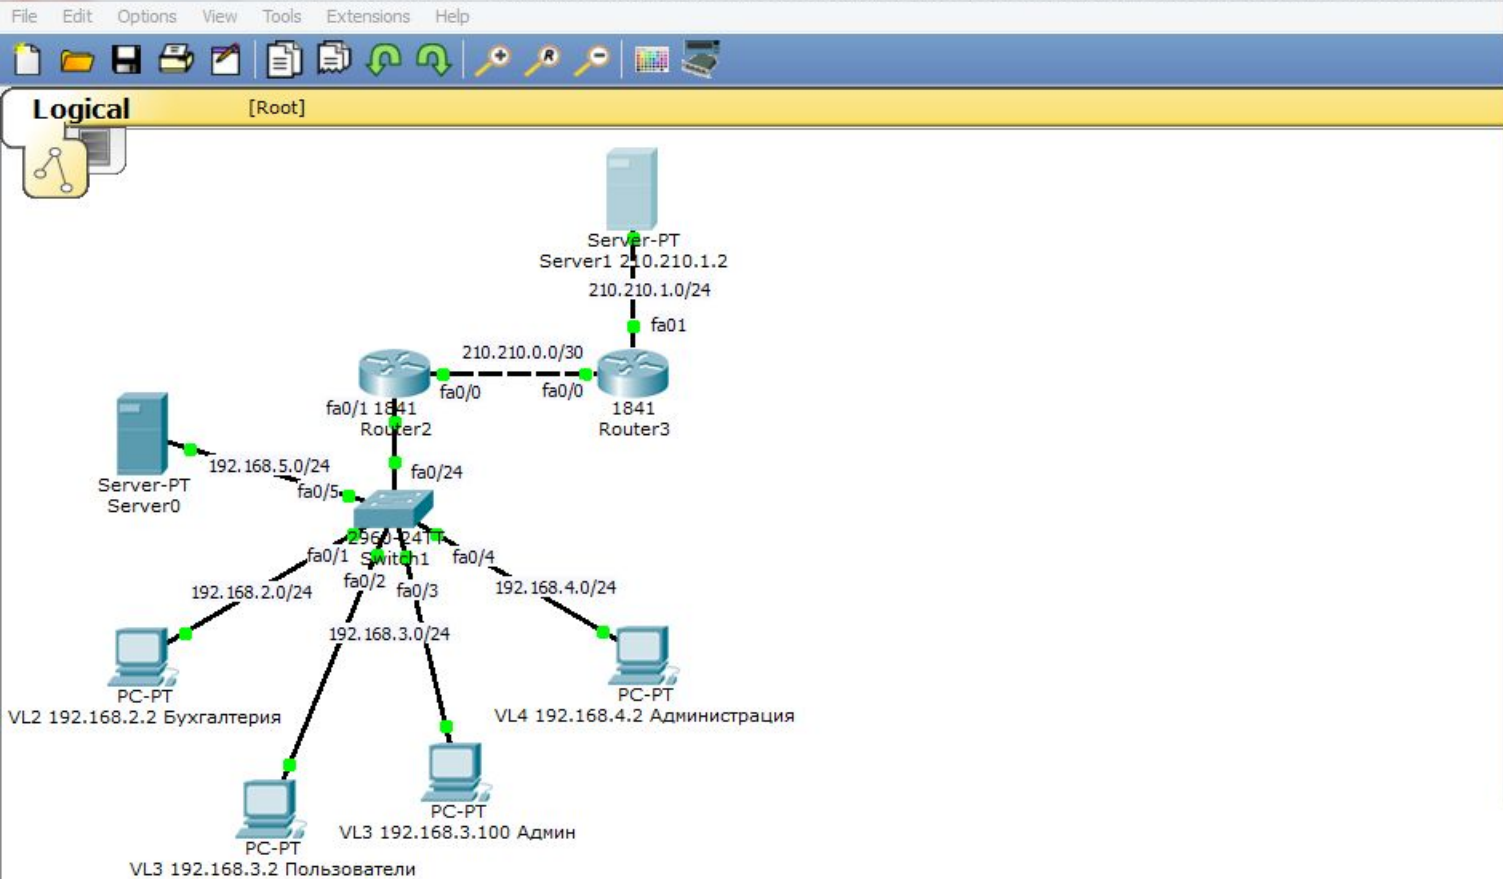 File Edit Options View Tools Extensions Help
Logical
[Root]
Server-PT
Server1 210.210.1.2
210.210.1.0/24
fa01
210.210.0.0/30
fa0/0
fa0/0
fa0/1 1841
Router2
1841
Router3
fa0/24
192.168.5.0/24
fa0/5
Server-PT
Server0
2960-24TT
Switch1
fa0/1
fa0/2
fa0/3
fa0/4
192.168.2.0/24
192.168.4.0/24
192.168.3.0/24
PC-PT
VL2 192.168.2.2 Бухгалтерия
PC-PT
VL4 192.168.4.2 Администрация
PC-PT
VL3 192.168.3.100 Админ
PC-PT
VL3 192.168.3.2 Пользователи